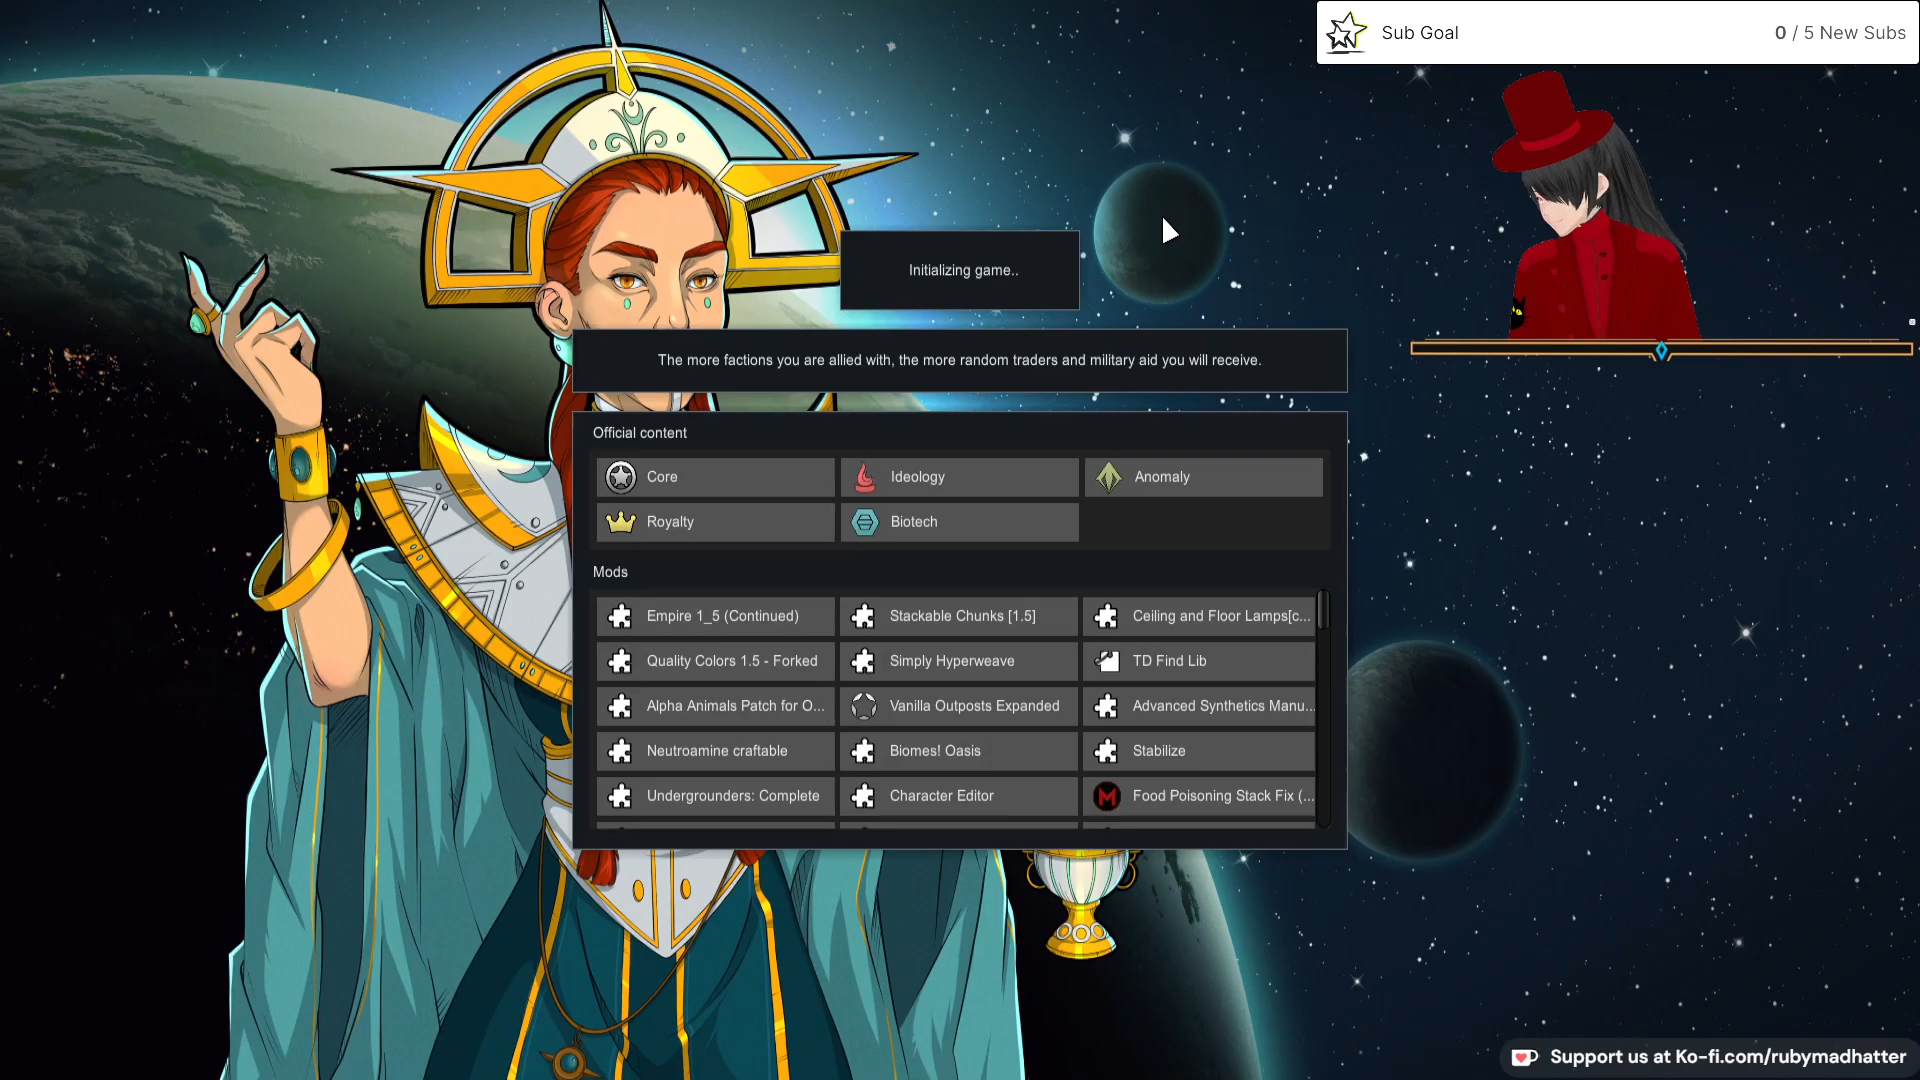 Sub Goal
0 / 5 New Subs
Initializing game..
The more factions you are allied with, the more random traders and military aid you will receive.
Official content
Core
Ideology
Anomaly
Royalty
Biotech
Mods
Empire 1_5 (Continued)
Stackable Chunks [1.5]
Ceiling and Floor Lamps[c...
Quality Colors 1.5 - Forked
Simply Hyperweave
TD Find Lib
Alpha Animals Patch for O...
Vanilla Outposts Expanded
Advanced Synthetics Manu...
Neutroamine craftable
Biomes! Oasis
Stabilize
Undergrounders: Complete
Character Editor
Food Poisoning Stack Fix (...
Support us at Ko-fi.com/rubymadhatter